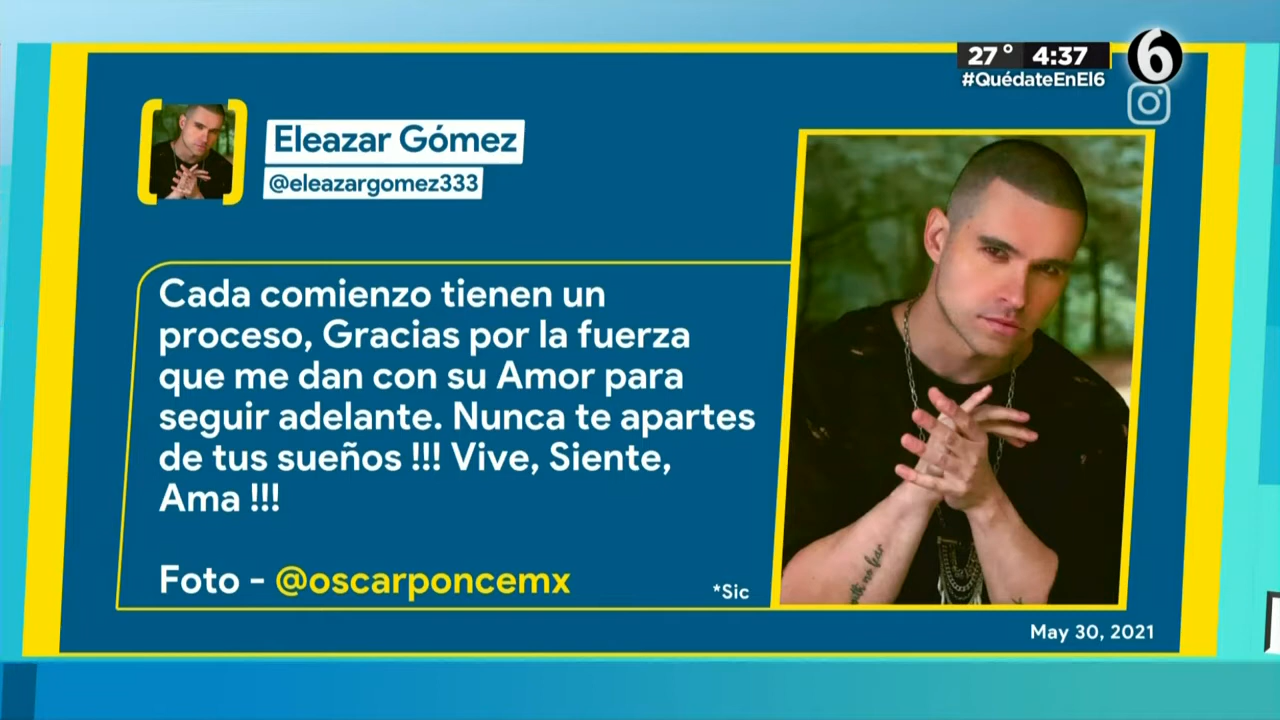 27° 4:37
6
#QuédateEnEl6
Eleazar Gómez
@eleazargomez333
Cada comienzo tienen un
proceso, Gracias por la fuerza
que me dan con su Amor para
seguir adelante. Nunca te apartes
de tus sueños !!! Vive, Siente,
Ama !!!
Foto - @oscarponcemx
*Sic
May 30, 2021